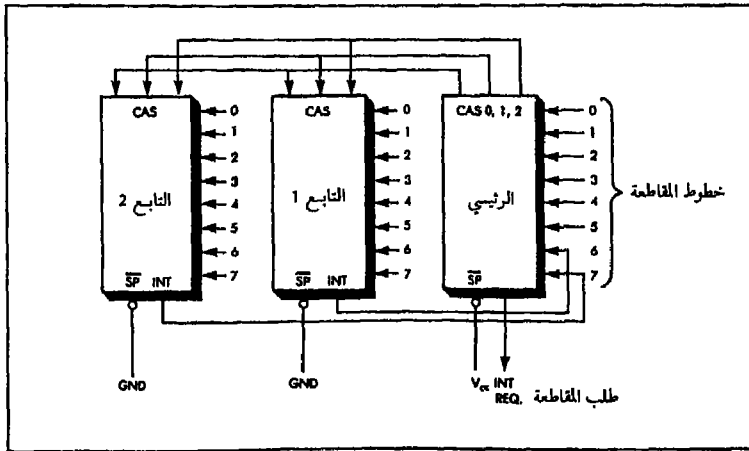 CAS
CAS
CAS 0, 1, 2
0
1
2
3
4
5
6
7
0
1
2
3
4
5
6
7
0
1
2
3
4
5
6
7
التابع 2
التابع 1
الرئيسي
خطوط المقاطعة
SP INT
SP INT
SP
GND
GND
Vcc INT
REQ. طلب المقاطعة